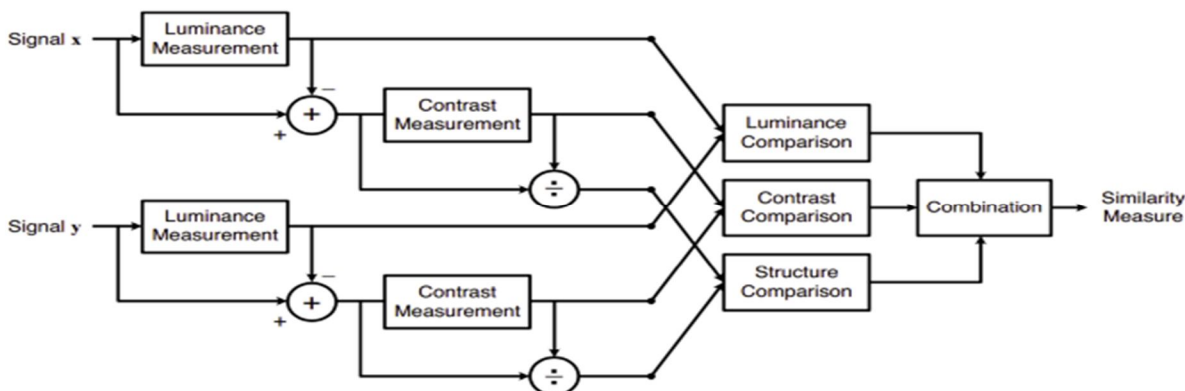 Signal x
Luminance
Measurement
−
+
+
Contrast
Measurement
÷
Signal y
Luminance
Measurement
−
+
+
Contrast
Measurement
÷
Luminance
Comparison
Contrast
Comparison
Structure
Comparison
Combination
Similarity
Measure